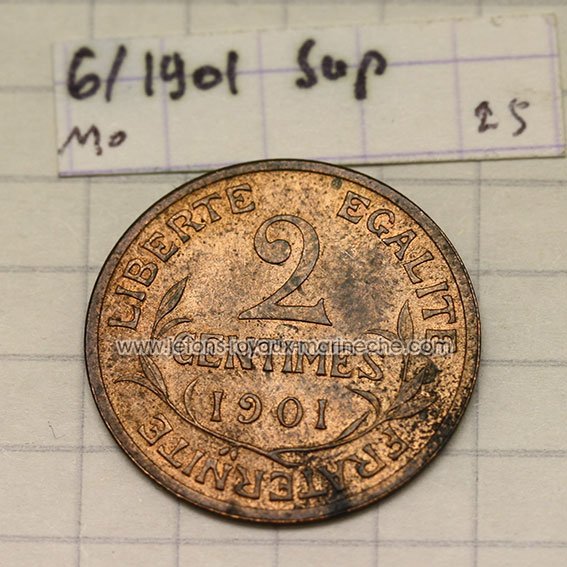 6/1901 Sup
Mo 25
LIBERTE EGALITE
2
CENTIMES
1901
FRATERNITE
www.jetons-royaux-marineche.com